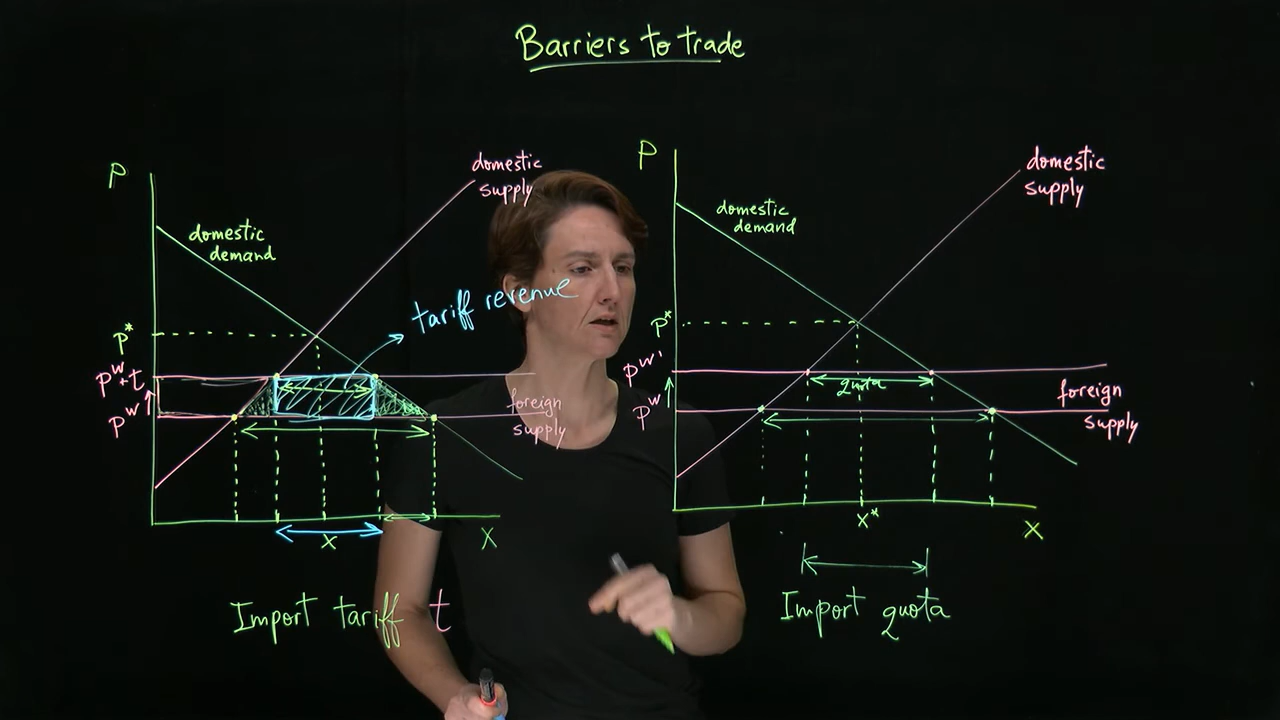 Barriers to trade
P
domestic
supply
domestic
demand
tariff revenue
P*
P^w+t
P^w
foreign
supply
X
X
Import tariff t
P
domestic
supply
domestic
demand
P*
P^w'
quota
P^w
foreign
supply
X*
X
Import quota